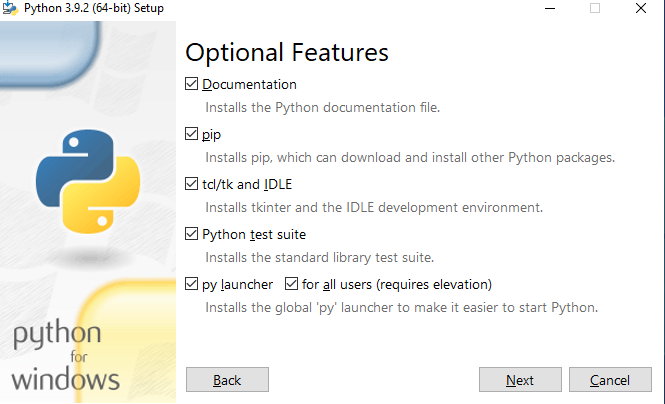 Python 3.9.2 (64-bit) Setup
Optional Features
Documentation
Installs the Python documentation file.
pip
Installs pip, which can download and install other Python packages.
tcl/tk and IDLE
Installs tkinter and the IDLE development environment.
Python test suite
Installs the standard library test suite.
py launcher for all users (requires elevation)
Installs the global 'py' launcher to make it easier to start Python.
python
for
windows
Back Next Cancel